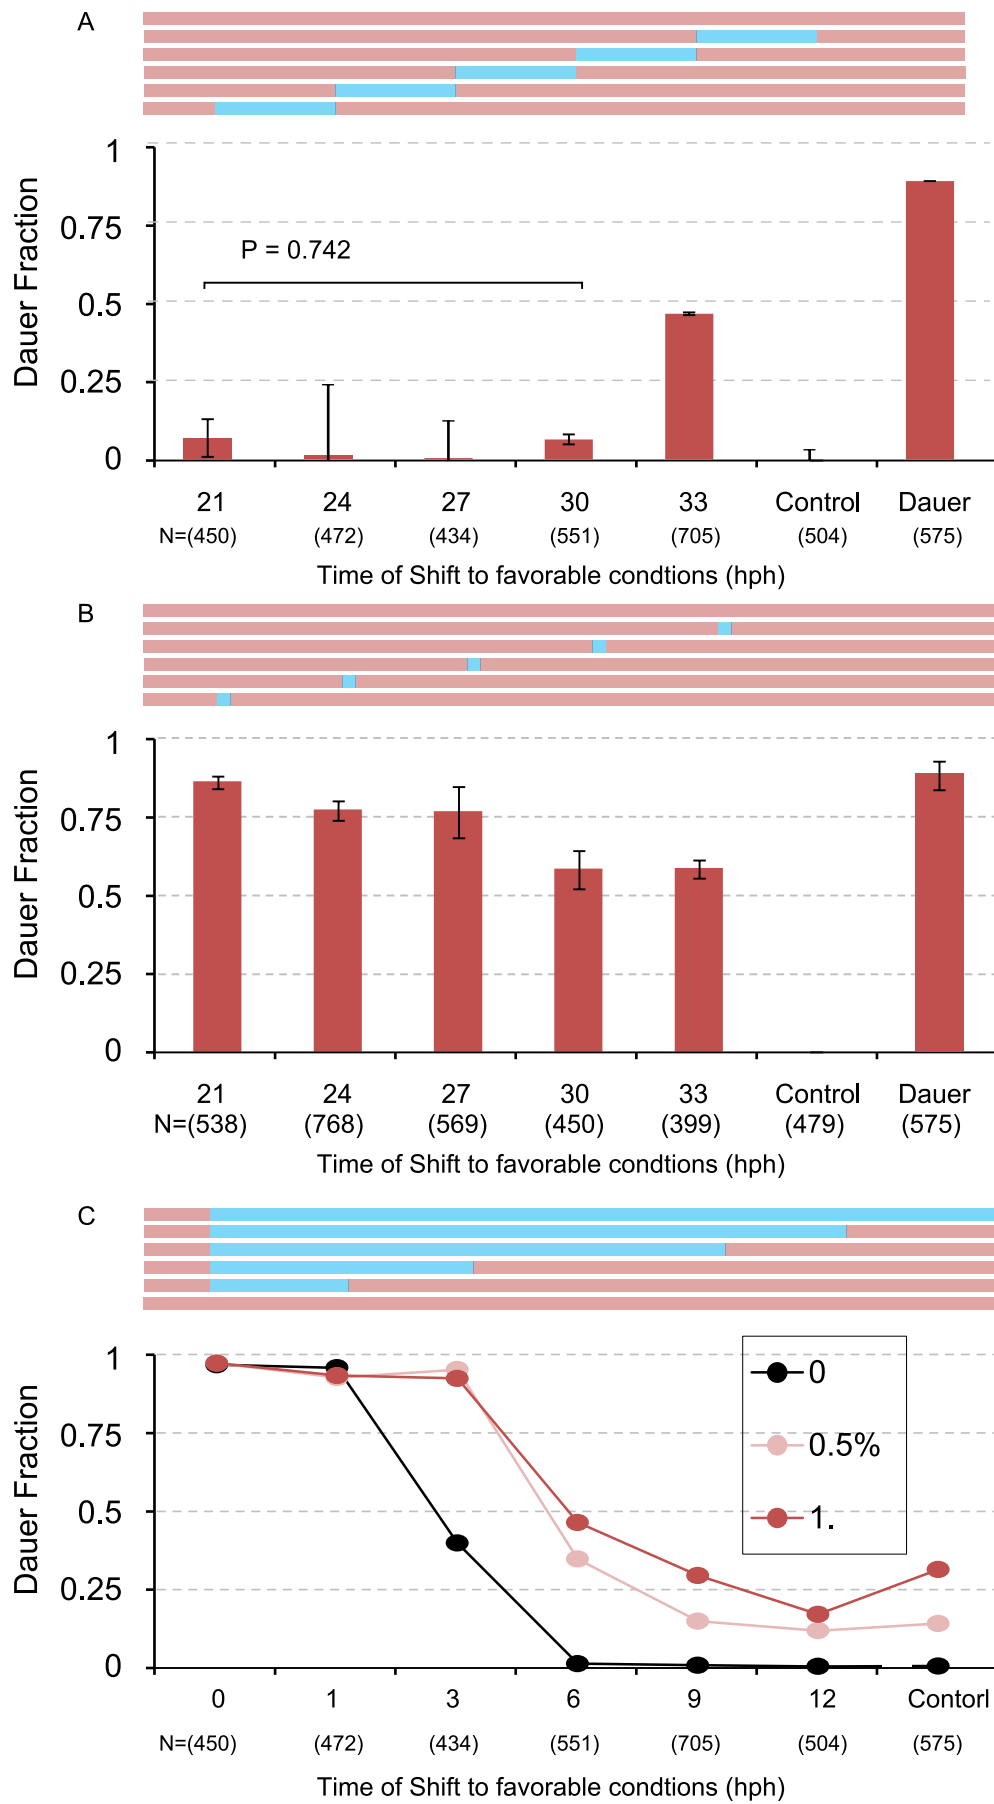 A
1
0.75
0.5
0.25
0
Dauer Fraction
P = 0.742
21 24 27 30 33 Control Dauer
N=(450) (472) (434) (551) (705) (504) (575)
Time of Shift to favorable condtions (hph)
B
1
0.75
0.5
0.25
0
Dauer Fraction
21 24 27 30 33 Control Dauer
N=(538) (768) (569) (450) (399) (479) (575)
Time of Shift to favorable condtions (hph)
C
1
0.75
0.5
0.25
0
Dauer Fraction
0
0.5%
1.
0 1 3 6 9 12 Contorl
N=(450) (472) (434) (551) (705) (504) (575)
Time of Shift to favorable condtions (hph)